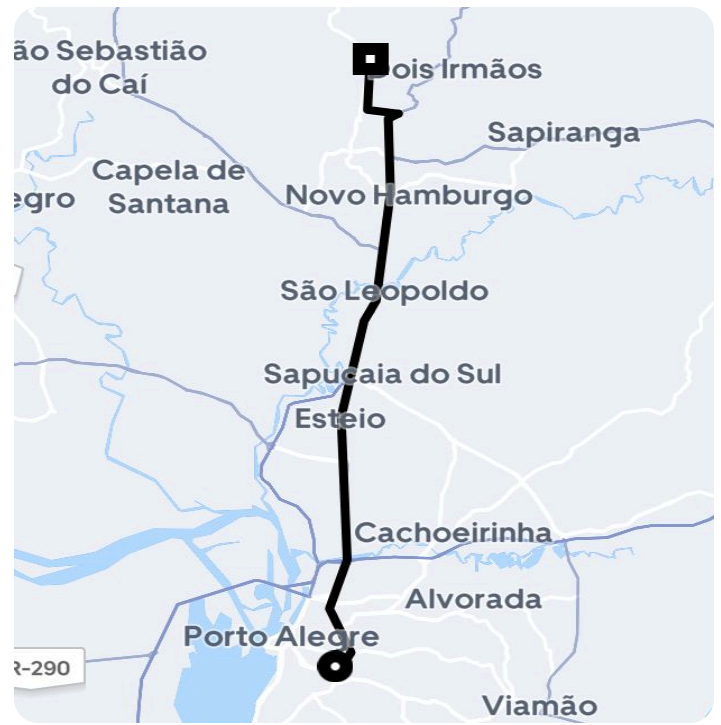 ão Sebastião
do Caí
Dois Irmãos
Sapiranga
Capela de
Santana
egro
Novo Hamburgo
São Leopoldo
Sapucaia do Sul
Esteio
Cachoeirinha
Alvorada
Porto Alegre
R-290
Viamão